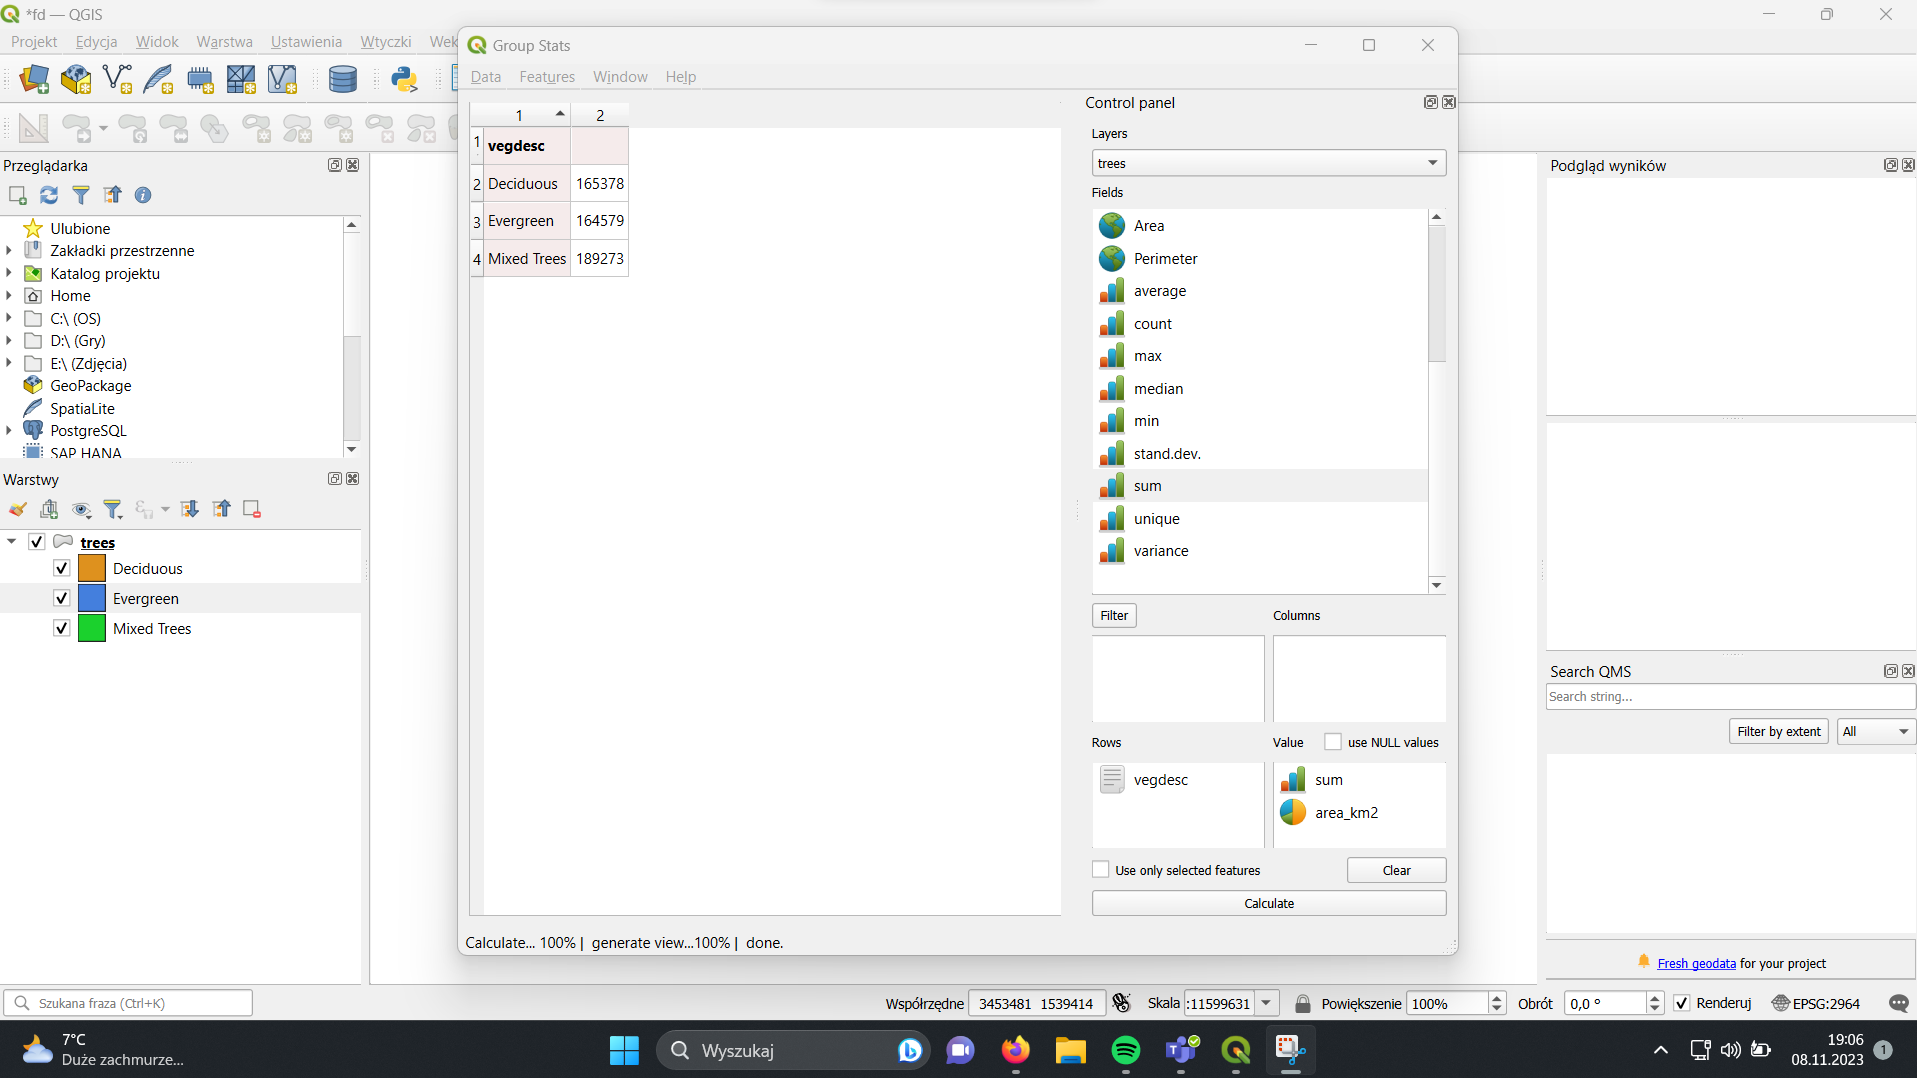 *fd — QGIS
Projekt Edycja Widok Warstwa Ustawienia Wtyczki Wek
Przeglądarka
Ulubione
Zakładki przestrzenne
Katalog projektu
Home
C:\ (OS)
D:\ (Gry)
E:\ (Zdjęcia)
GeoPackage
SpatiaLite
PostgreSQL
SAP HANA
Warstwy
trees
Deciduous
Evergreen
Mixed Trees
Group Stats
Data Features Window Help
1 2
1 vegdesc
2 Deciduous 165378
3 Evergreen 164579
4 Mixed Trees 189273
Control panel
Layers
trees
Fields
Area
Perimeter
average
count
max
median
min
stand.dev.
sum
unique
variance
Filter Columns
Rows Value use NULL values
vegdesc sum
area_km2
Use only selected features Clear
Calculate
Calculate... 100% | generate view...100% | done.
Podgląd wyników
Search QMS
Search string...
Filter by extent All
Fresh geodata for your project
Szukana fraza (Ctrl+K) Współrzędne 3453481 1539414 Skala :11599631 Powiększenie 100% Obrót 0,0 ° Renderuj EPSG:2964
7°C
Duże zachmurze...
Wyszukaj
19:06
08.11.2023 1